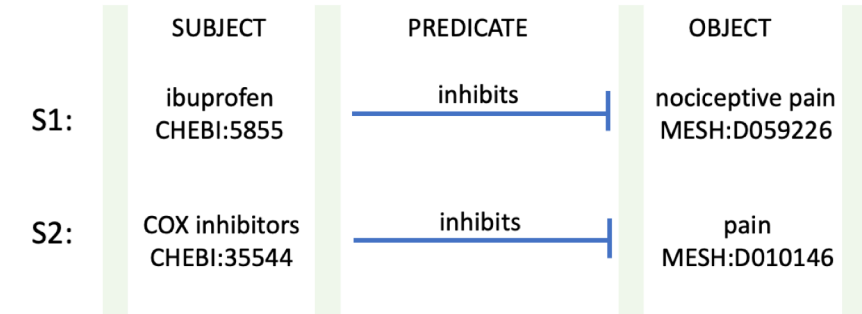 SUBJECT PREDICATE OBJECT
S1: ibuprofen inhibits nociceptive pain
CHEBI:5855 MESH:D059226
S2: COX inhibitors inhibits pain
CHEBI:35544 MESH:D010146